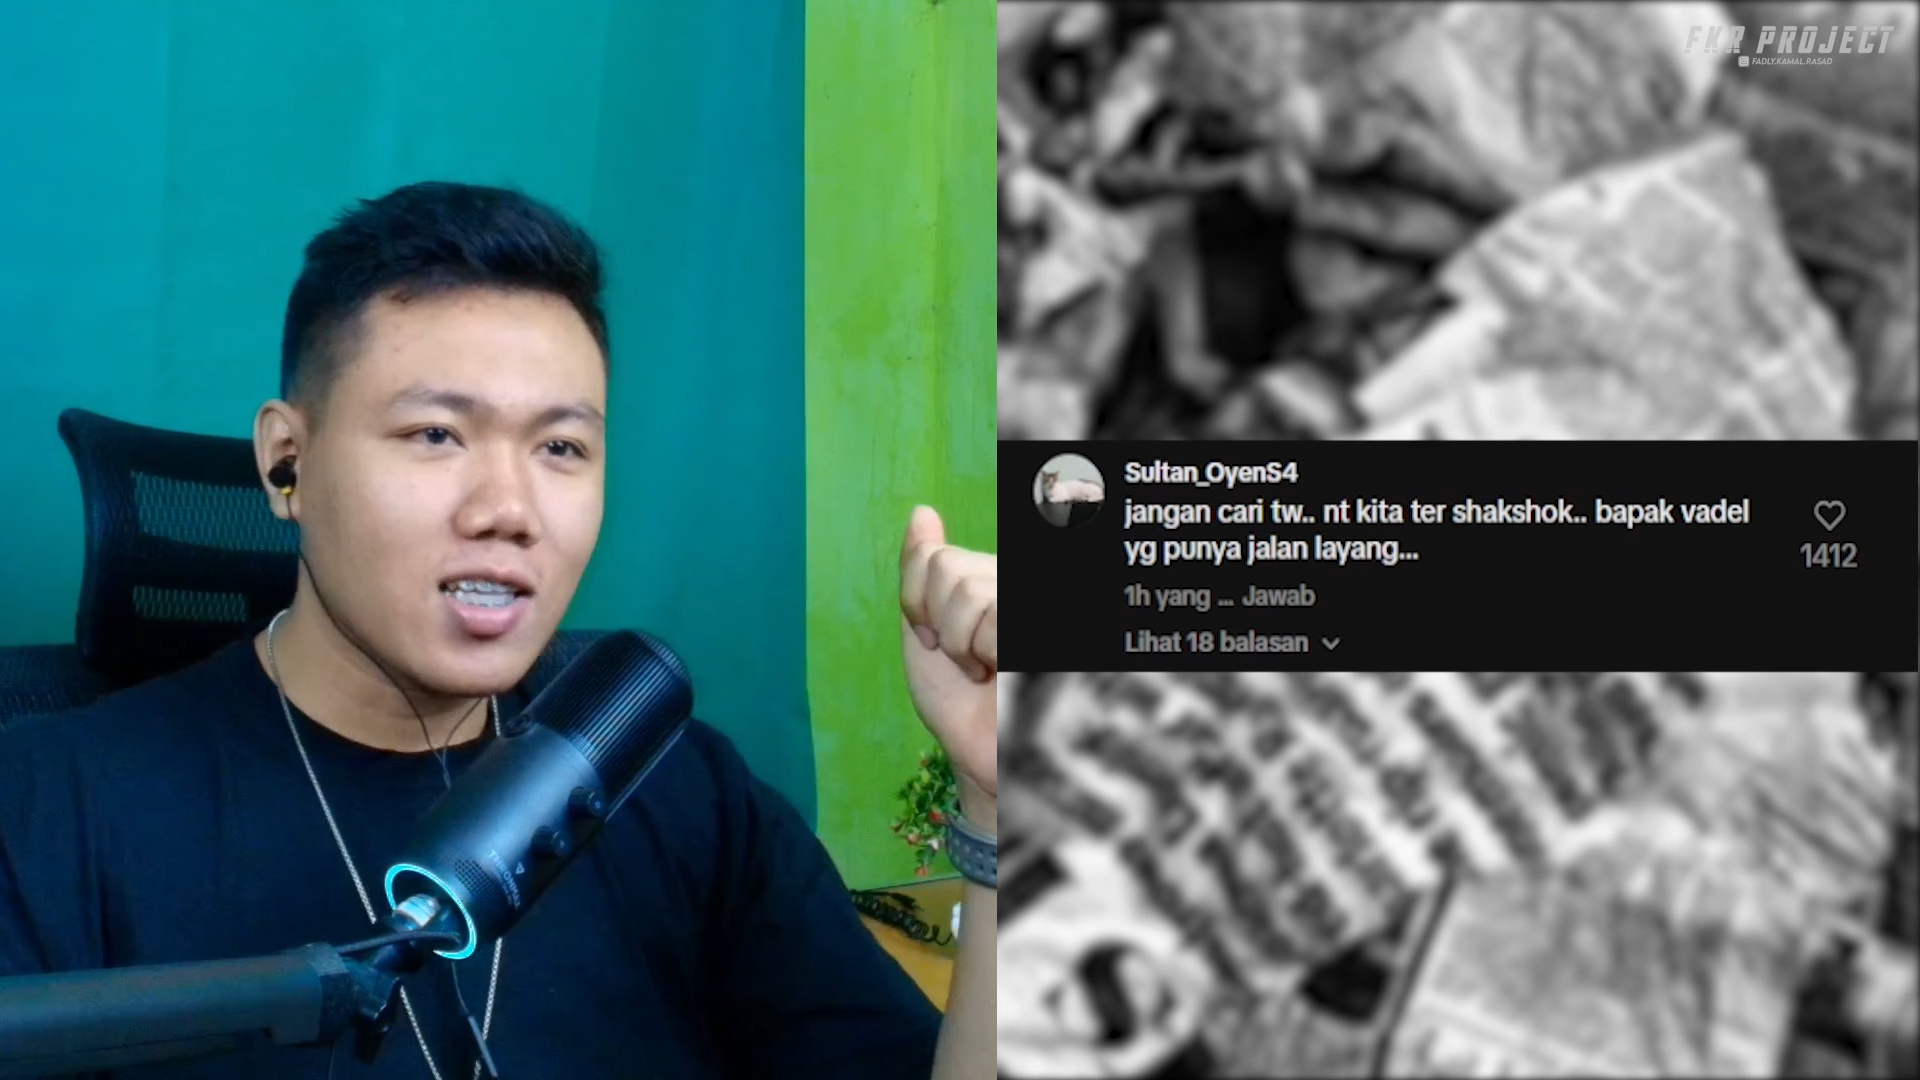 FKR PROJECT
FADLY.KAMAL.RASAD
Sultan_OyenS4
jangan cari tw.. nt kita ter shakshok.. bapak vadel
yg punya jalan layang...
1412
1h yang ... Jawab
Lihat 18 balasan
THRONMAX